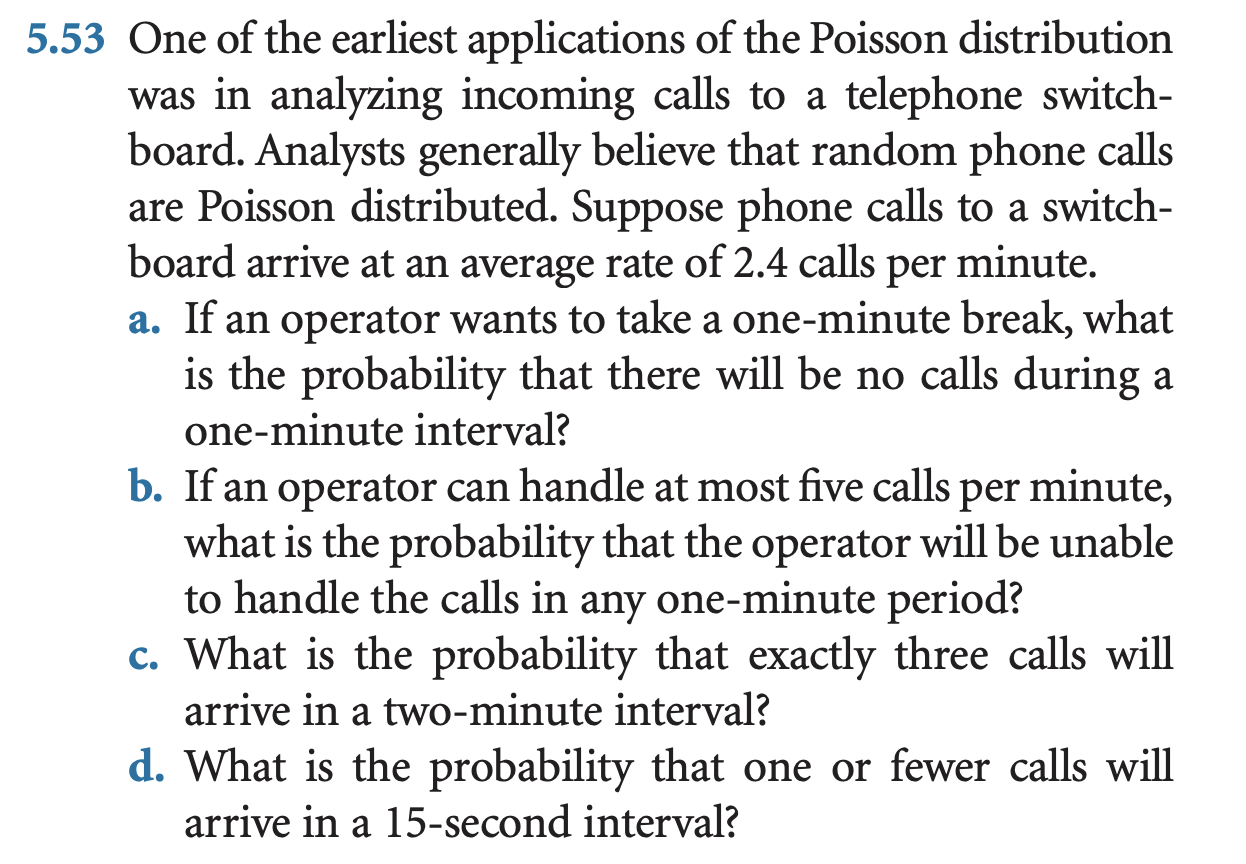 5.53 One of the earliest applications of the Poisson distribution
was in analyzing incoming calls to a telephone switch-
board. Analysts generally believe that random phone calls
are Poisson distributed. Suppose phone calls to a switch-
board arrive at an average rate of 2.4 calls per minute.
a. If an operator wants to take a one-minute break, what
is the probability that there will be no calls during a
one-minute interval?
b. If an operator can handle at most five calls per minute,
what is the probability that the operator will be unable
to handle the calls in any one-minute period?
c. What is the probability that exactly three calls will
arrive in a two-minute interval?
d. What is the probability that one or fewer calls will
arrive in a 15-second interval?